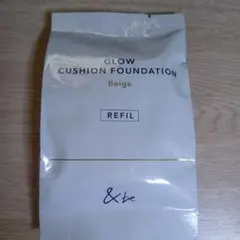 GLOW
CUSHION FOUNDATION
Beige
REFIL
&be